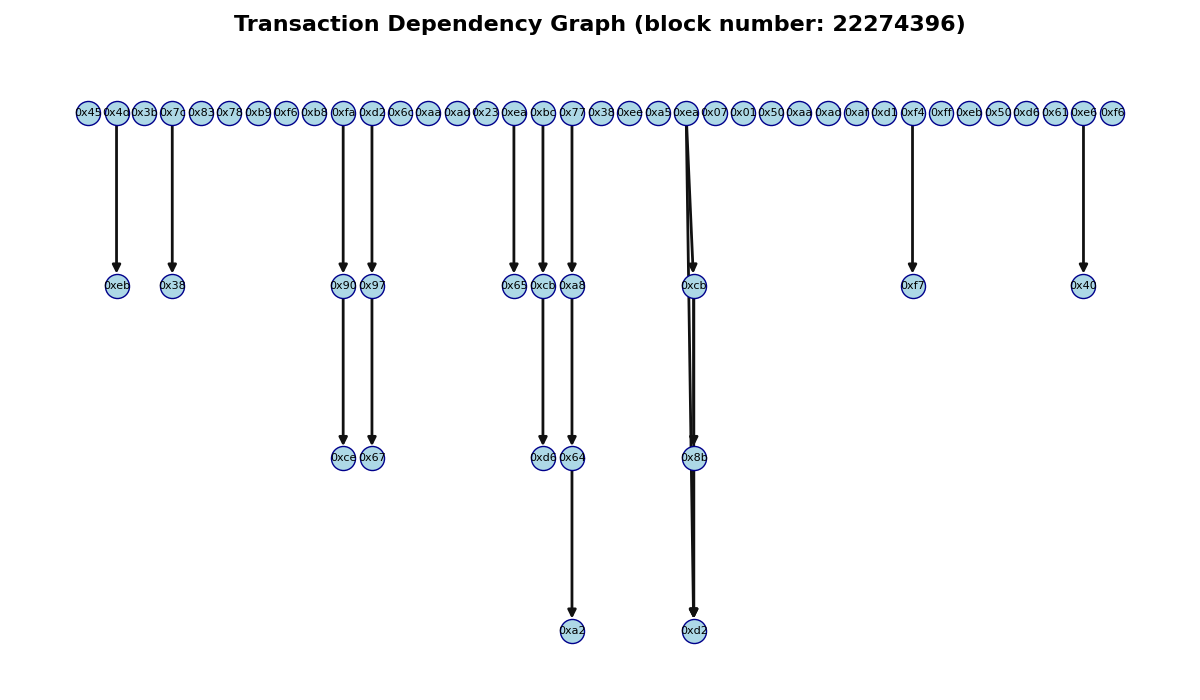 Transaction Dependency Graph (block number: 22274396)
0x45 0x4d 0x3b 0x7c 0x83 0x78 0xb9 0xf6 0xb8 0xfa 0xd2 0x6c 0xaa 0xad 0x23 0xea 0xbc 0x77 0x38 0xee 0xa5 0xea 0x07 0x01 0x50 0xaa 0xad 0xaf 0xd1 0xf4 0xff 0xeb 0x50 0xd6 0x61 0xe6 0xf6
0xeb 0x38 0x90 0x97 0x65 0xcb 0xa8 0xcb 0xf7 0x40
0xce 0x67 0xd6 0x64 0x8b
0xa2 0xd2